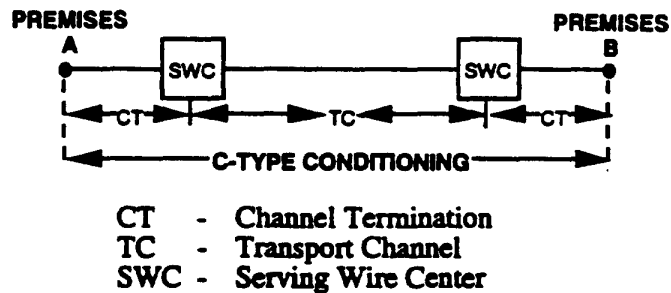 PREMISES A
PREMISES B
SWC
SWC
CT
TC
CT
C-TYPE CONDITIONING
CT - Channel Termination
TC - Transport Channel
SWC - Serving Wire Center